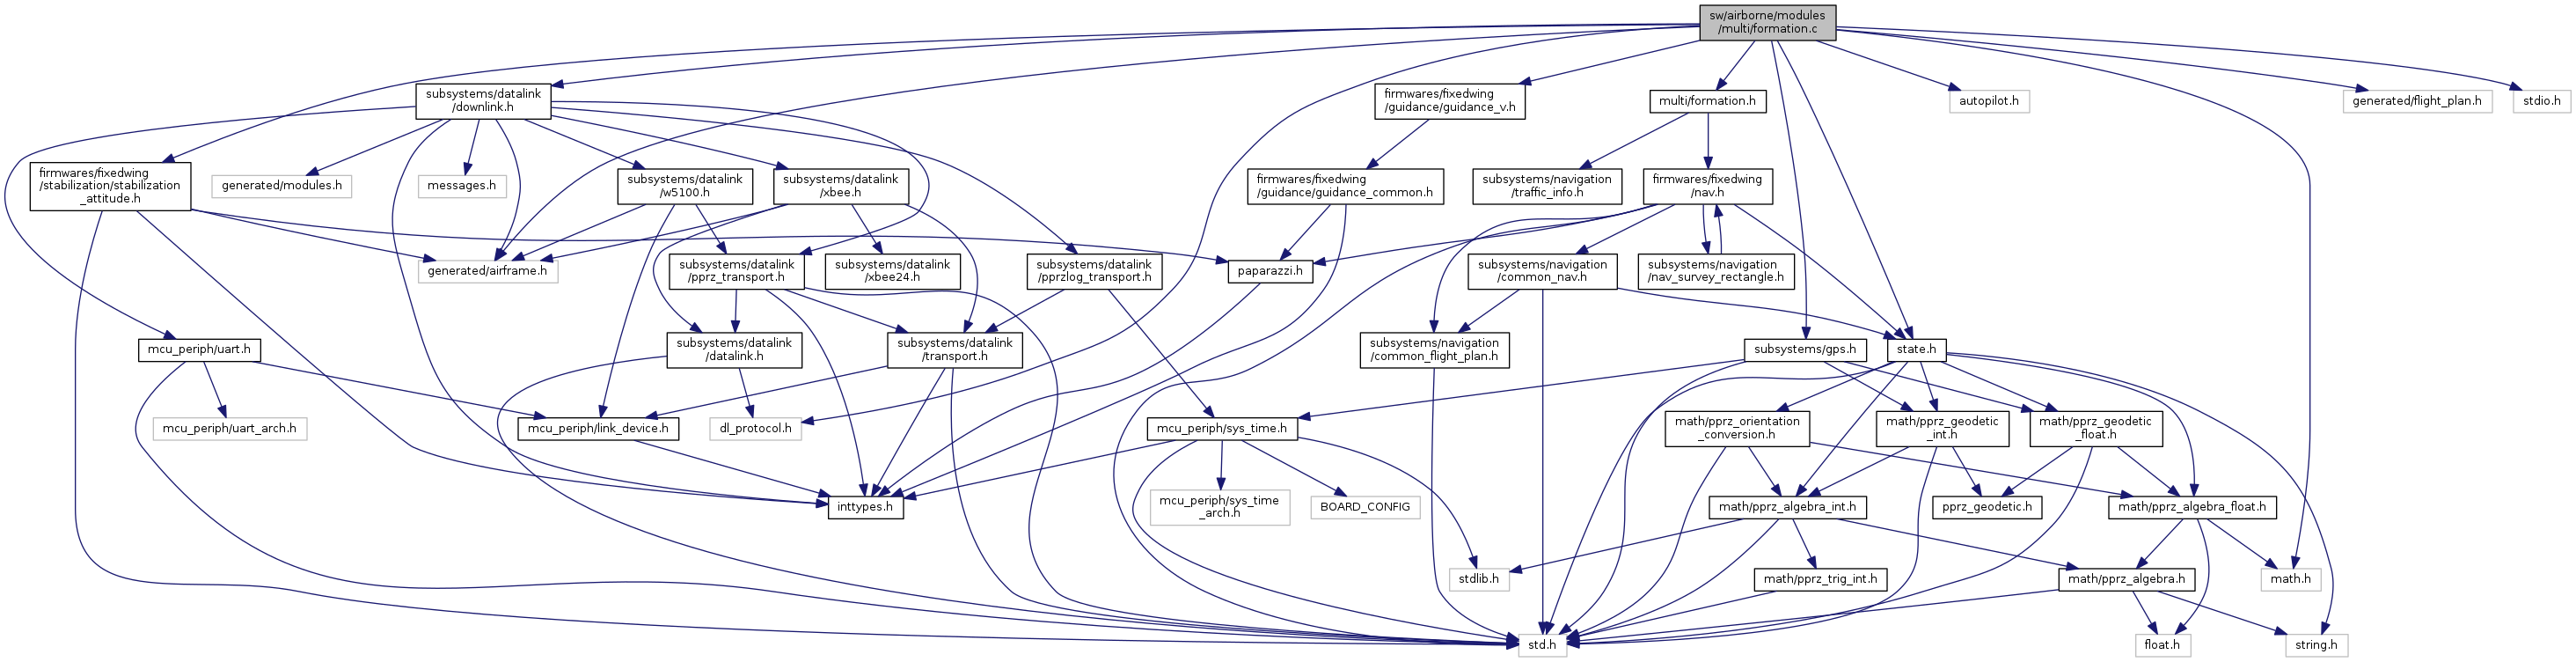 sw/airborne/modules
/multi/formation.c
subsystems/datalink
/downlink.h
firmwares/fixedwing
/guidance/guidance_v.h
multi/formation.h
autopilot.h
generated/flight_plan.h
stdio.h
firmwares/fixedwing
/stabilization/stabilization
_attitude.h
generated/modules.h
messages.h
subsystems/datalink
/w5100.h
subsystems/datalink
/xbee.h
firmwares/fixedwing
/guidance/guidance_common.h
subsystems/navigation
/traffic_info.h
firmwares/fixedwing
/nav.h
generated/airframe.h
subsystems/datalink
/pprz_transport.h
subsystems/datalink
/xbee24.h
subsystems/datalink
/pprzlog_transport.h
paparazzi.h
subsystems/navigation
/common_nav.h
subsystems/navigation
/nav_survey_rectangle.h
mcu_periph/uart.h
subsystems/datalink
/datalink.h
subsystems/datalink
/transport.h
subsystems/navigation
/common_flight_plan.h
subsystems/gps.h
state.h
mcu_periph/uart_arch.h
mcu_periph/link_device.h
dl_protocol.h
mcu_periph/sys_time.h
math/pprz_orientation
_conversion.h
math/pprz_geodetic
_int.h
math/pprz_geodetic
_float.h
inttypes.h
mcu_periph/sys_time
_arch.h
BOARD_CONFIG
math/pprz_algebra_int.h
pprz_geodetic.h
math/pprz_algebra_float.h
stdlib.h
math/pprz_trig_int.h
math/pprz_algebra.h
math.h
std.h
float.h
string.h